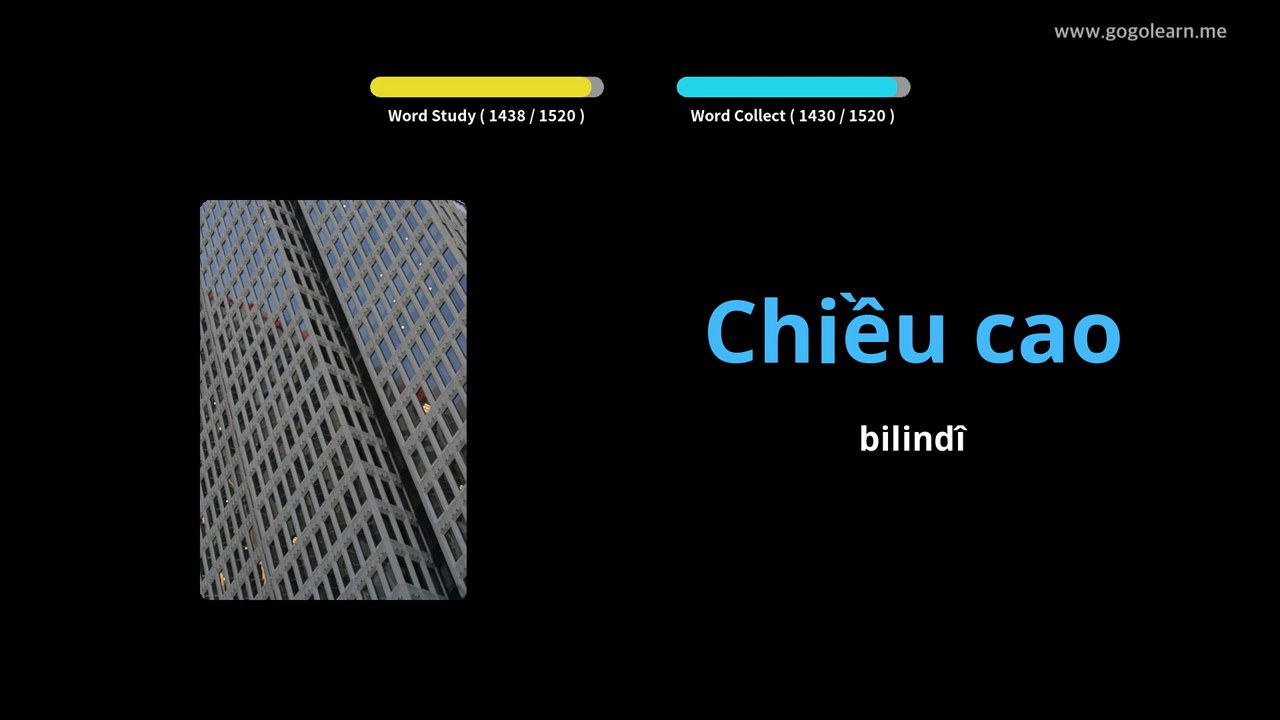 www.gogolearn.me
Word Study ( 1438 / 1520 )
Word Collect ( 1430 / 1520 )
Chiều cao
bilindî